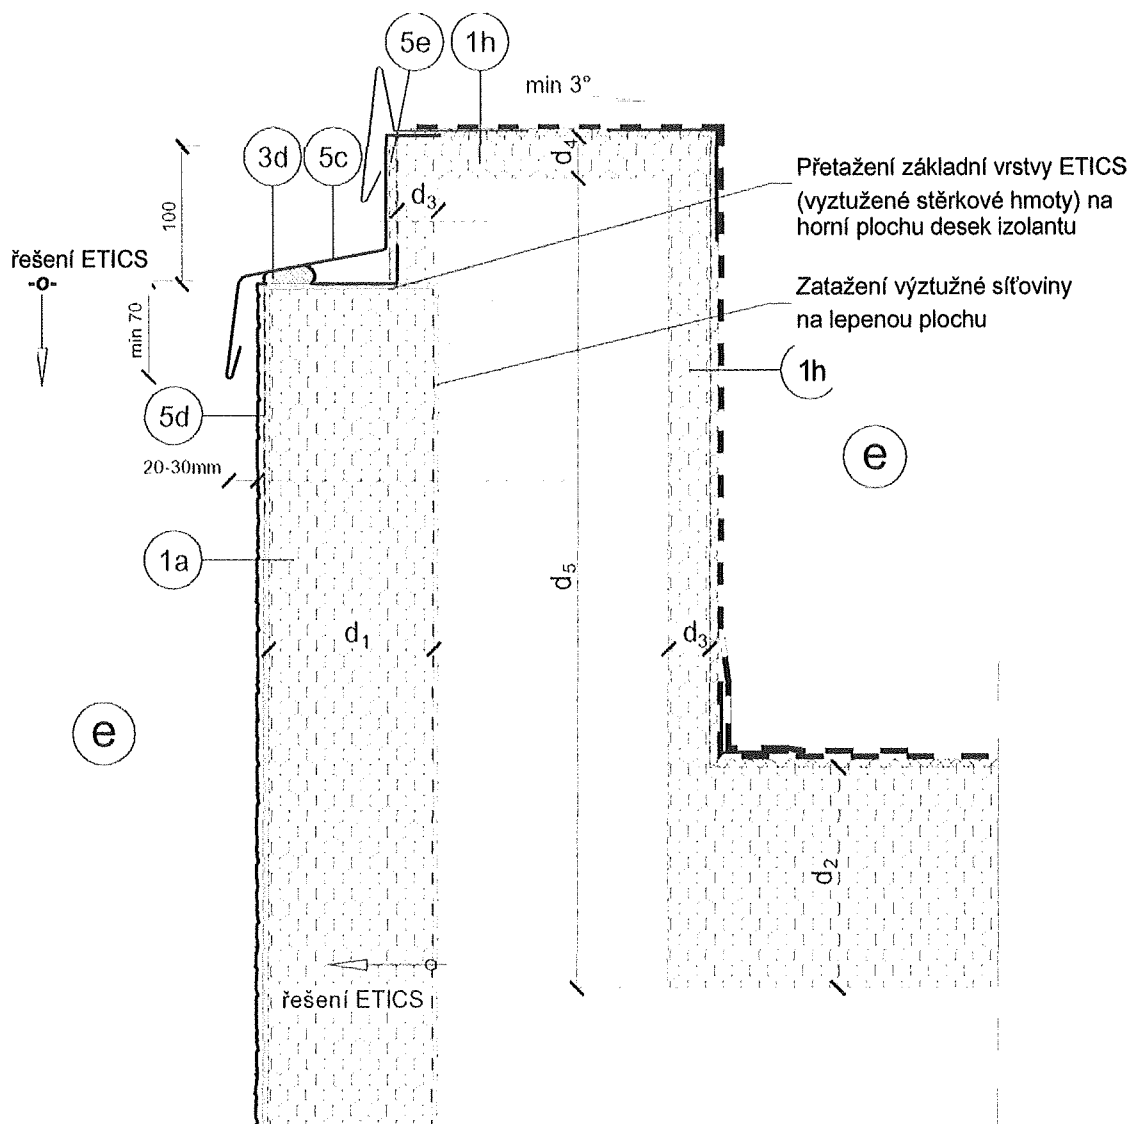 5e
1h
min 3°
3d
5c
d4
Přetažení základní vrstvy ETICS
(vyztužené stěrkové hmoty) na
horní plochu desek izolantu
100
d3
řešení ETICS
-o-
Zatažení výztužné síťoviny
na lepenou plochu
min 70
1h
5d
e
20-30mm
1a
d5
d1
d3
e
d2
řešení ETICS